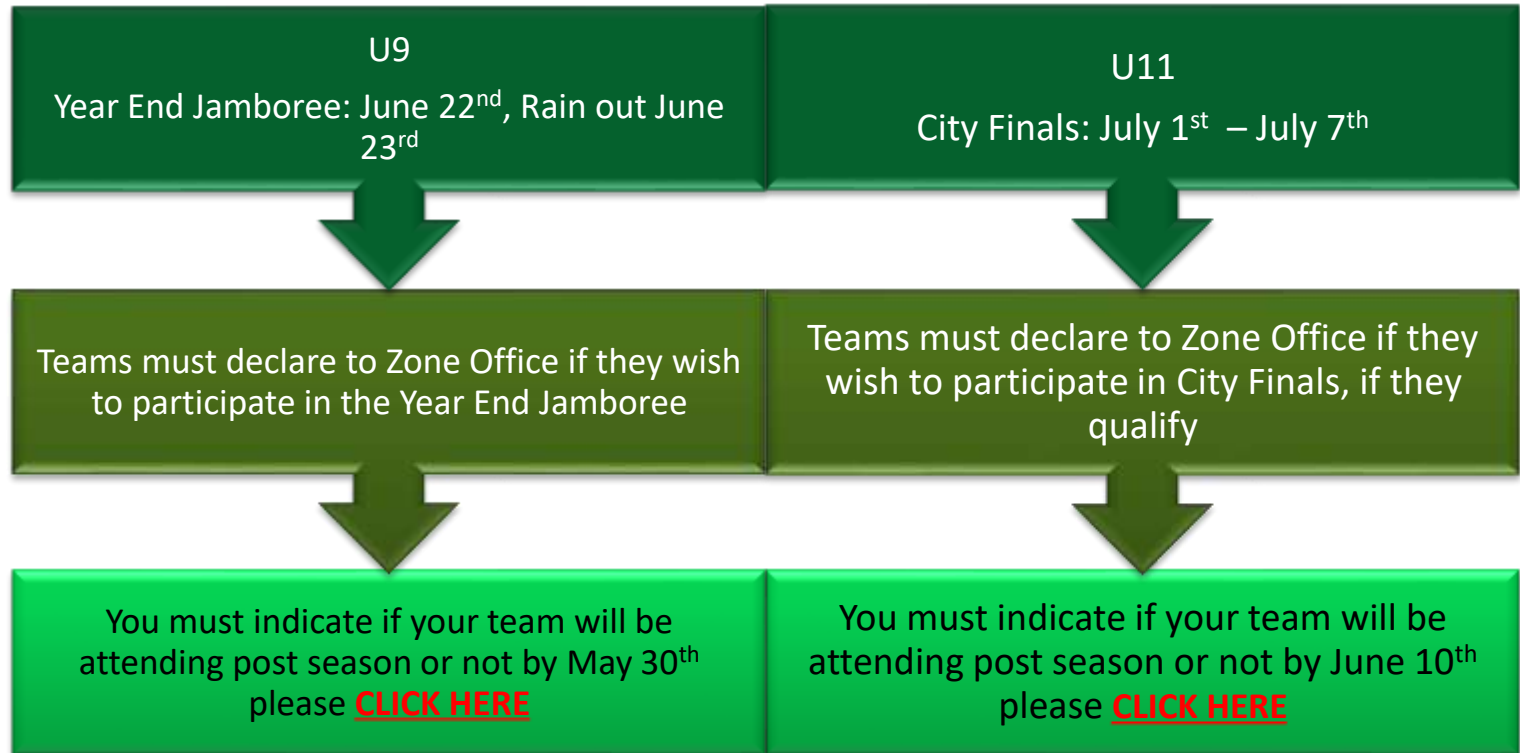 U9
Year End Jamboree: June 22nd, Rain out June
23rd
Teams must declare to Zone Office if they wish
to participate in the Year End Jamboree
You must indicate if your team will be
attending post season or not by May 30th
please CLICK HERE
U11
City Finals: July 1st – July 7th
Teams must declare to Zone Office if they
wish to participate in City Finals, if they
qualify
You must indicate if your team will be
attending post season or not by June 10th
please CLICK HERE